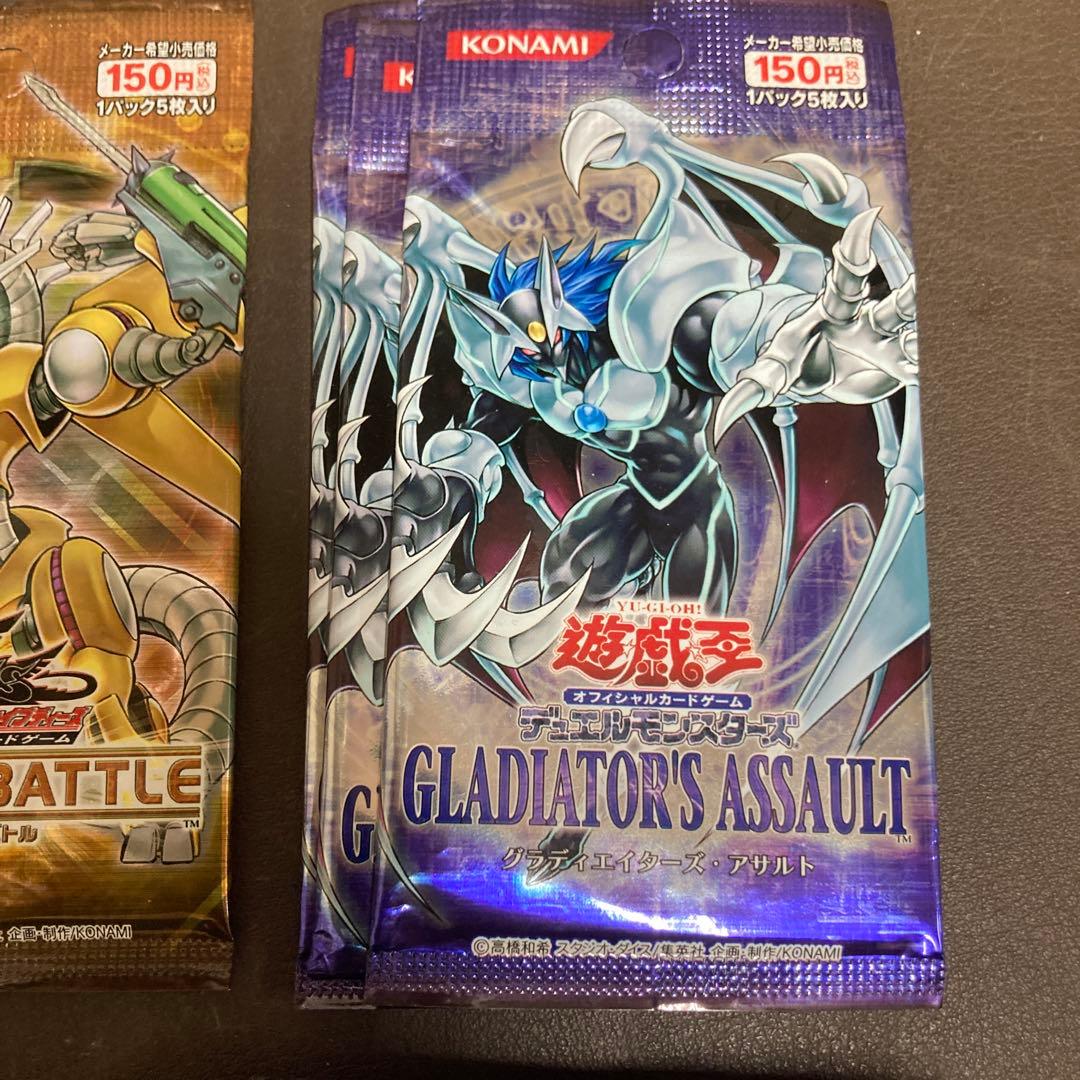 メーカー希望小売価格
150円税込
1パック5枚入り
BATTLE
TM
トル
企画・制作/KONAMI
K
G
KONAMI
メーカー希望小売価格
150円税込
1パック5枚入り
YU-GI-OH!
遊戯王
オフィシャルカードゲーム
デュエルモンスターズ
GLADIATOR'S ASSAULT
TM
グラディエイターズ・アサルト
©高橋和希 スタジオ・ダイス/集英社 企画・制作/KONAMI